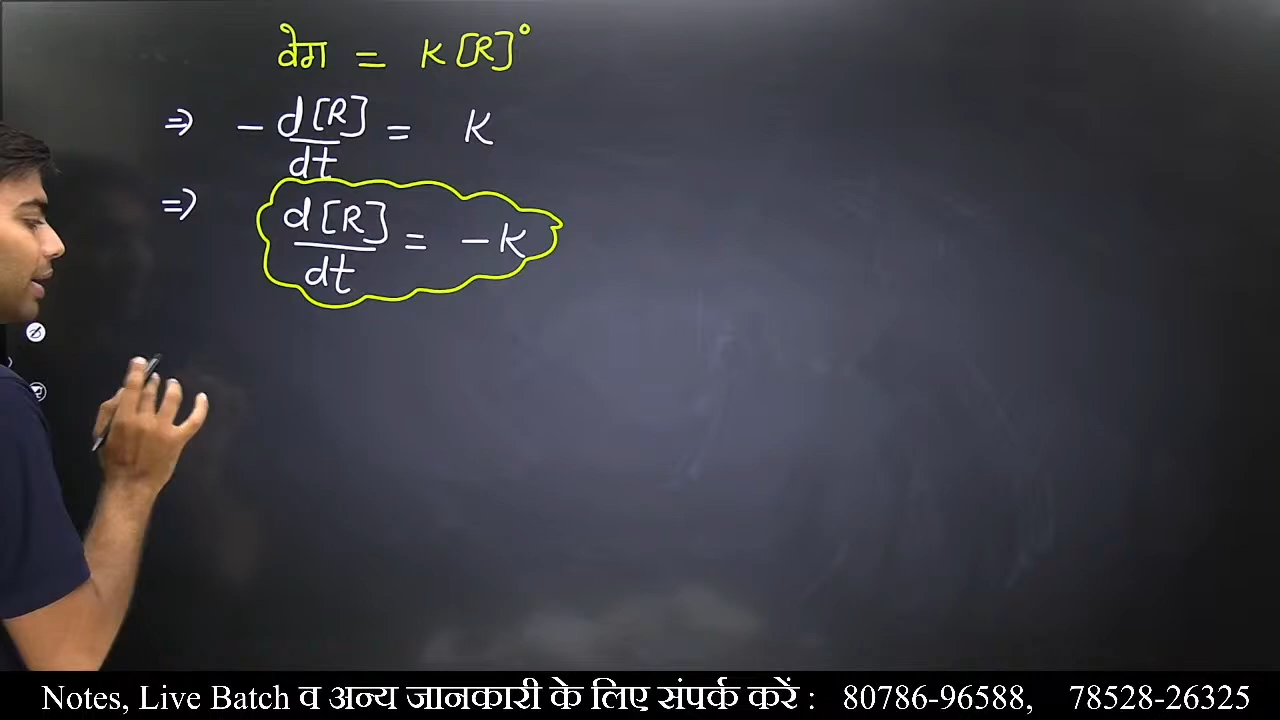 वेग = K[R]°
⇒ - d[R]/dt = K
⇒ d[R]/dt = - K
Notes, Live Batch व अन्य जानकारी के लिए संपर्क करें : 80786-96588, 78528-26325